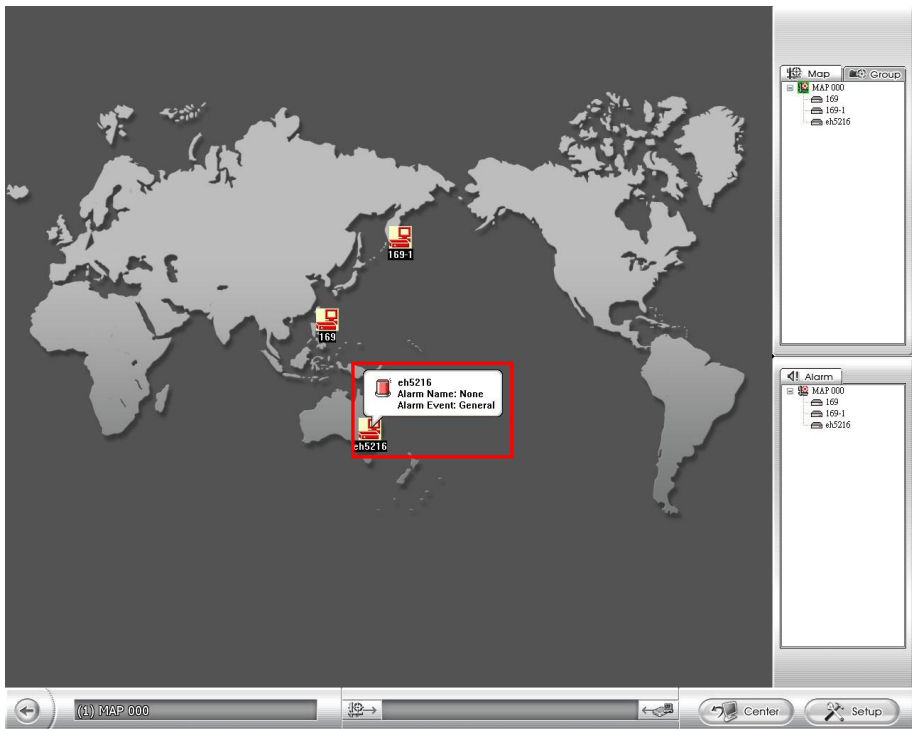 Map
Group
MAP 000
169
169-1
eh5216
169-1
169
eh5216
Alarm Name: None
Alarm Event: General
eh5216
Alarm
MAP 000
169
169-1
eh5216
(1) MAP 000
Center
Setup